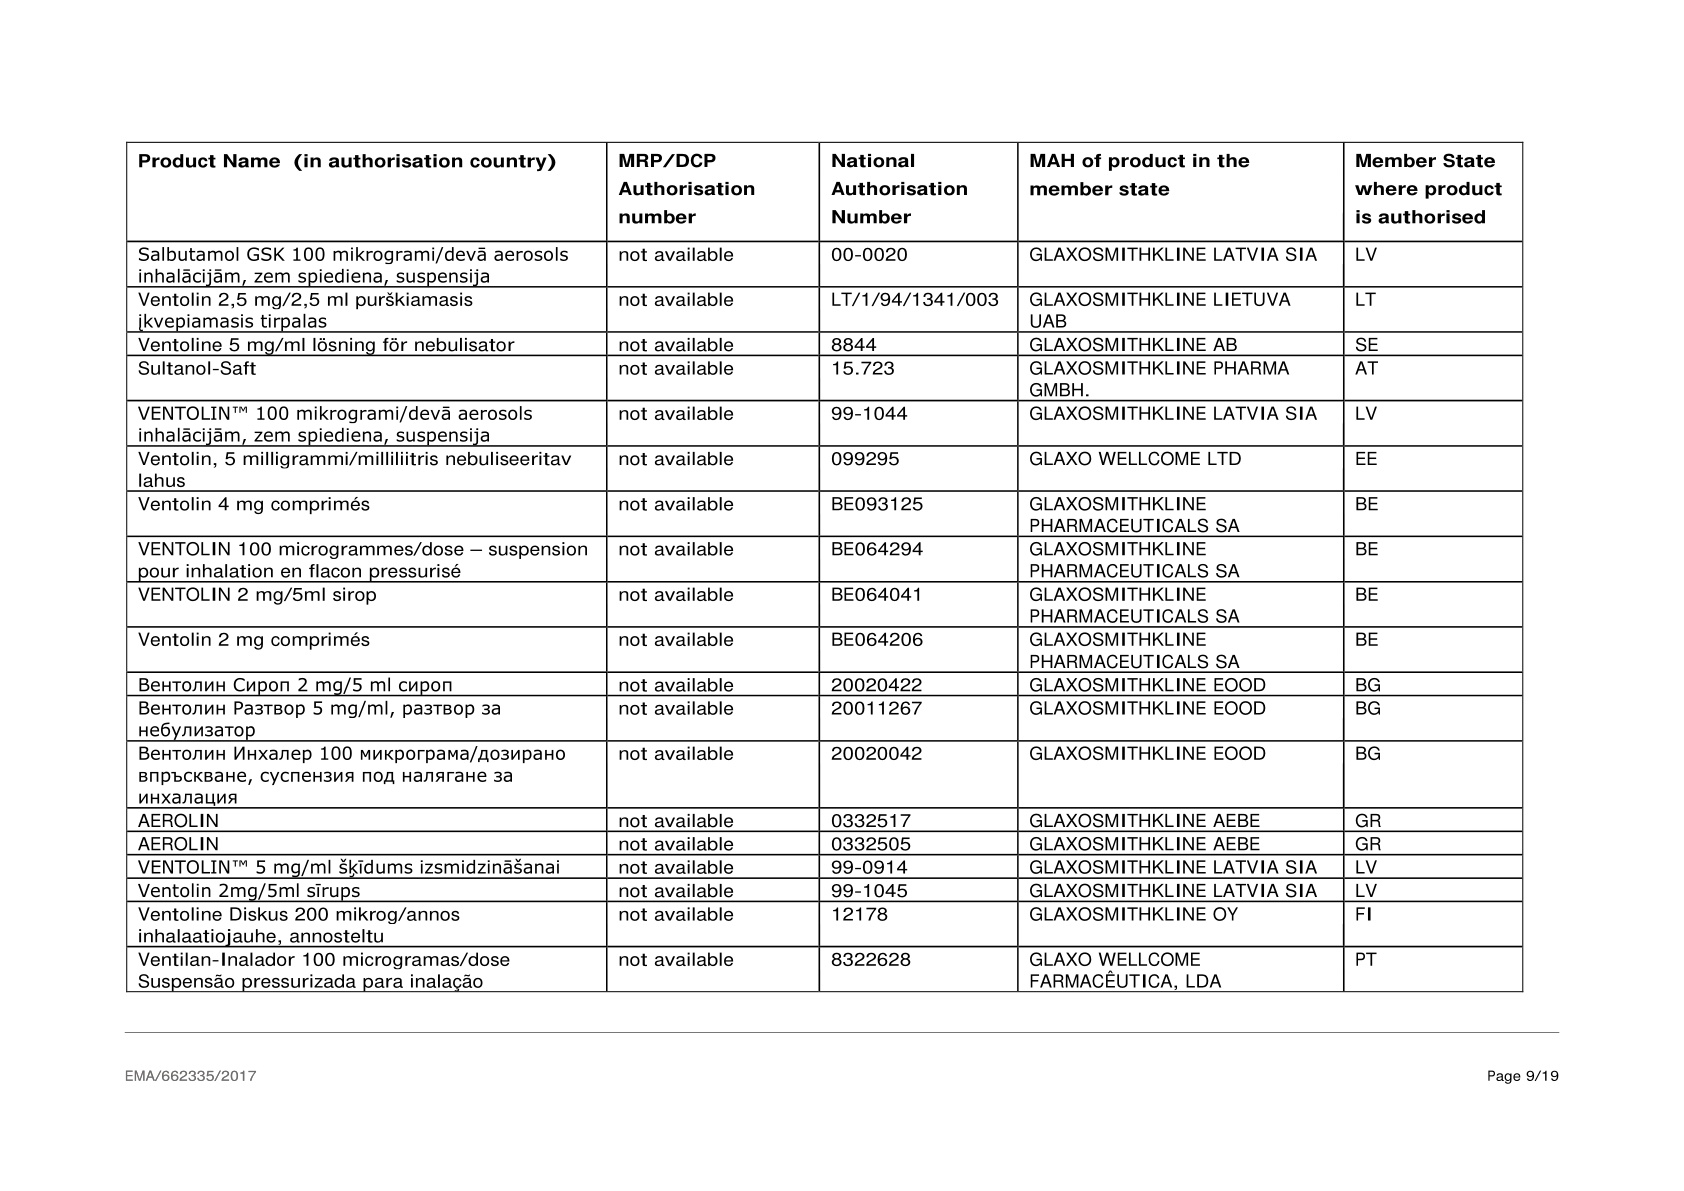 Product Name  (in authorisation country)
MRP/DCP
Authorisation
number
National
Authorisation
Number
MAH of product in the
member state
Member State
where product
is authorised
Salbutamol GSK 100 mikrogrami/devā aerosols
inhalācijām, zem spiediena, suspensija
not available
00-0020
GLAXOSMITHKLINE LATVIA SIA
LV
Ventolin 2,5 mg/2,5 ml purškiamasis
įkvepiamasis tirpalas
not available
LT/1/94/1341/003
GLAXOSMITHKLINE LIETUVA
UAB
LT
Ventoline 5 mg/ml lösning för nebulisator
not available
8844
GLAXOSMITHKLINE AB
SE
Sultanol-Saft
not available
15.723
GLAXOSMITHKLINE PHARMA
GMBH.
AT
VENTOLIN™ 100 mikrogrami/devā aerosols
inhalācijām, zem spiediena, suspensija
not available
99-1044
GLAXOSMITHKLINE LATVIA SIA
LV
Ventolin, 5 milligrammi/milliliitris nebuliseeritav
lahus
not available
099295
GLAXO WELLCOME LTD
EE
Ventolin 4 mg comprimés
not available
BE093125
GLAXOSMITHKLINE
PHARMACEUTICALS SA
BE
VENTOLIN 100 microgrammes/dose – suspension
pour inhalation en flacon pressurisé
not available
BE064294
GLAXOSMITHKLINE
PHARMACEUTICALS SA
BE
VENTOLIN 2 mg/5ml sirop
not available
BE064041
GLAXOSMITHKLINE
PHARMACEUTICALS SA
BE
Ventolin 2 mg comprimés
not available
BE064206
GLAXOSMITHKLINE
PHARMACEUTICALS SA
BE
Вентолин Сироп 2 mg/5 ml сироп
not available
20020422
GLAXOSMITHKLINE EOOD
BG
Вентолин Разтвор 5 mg/ml, разтвор за
небулизатор
not available
20011267
GLAXOSMITHKLINE EOOD
BG
Вентолин Инхалер 100 микрограма/дозирано
впръскване, суспензия под налягане за
инхалация
not available
20020042
GLAXOSMITHKLINE EOOD
BG
AEROLIN
not available
0332517
GLAXOSMITHKLINE AEBE
GR
AEROLIN
not available
0332505
GLAXOSMITHKLINE AEBE
GR
VENTOLIN™ 5 mg/ml šķīdums izsmidzināšanai
not available
99-0914
GLAXOSMITHKLINE LATVIA SIA
LV
Ventolin 2mg/5ml sīrups
not available
99-1045
GLAXOSMITHKLINE LATVIA SIA
LV
Ventoline Diskus 200 mikrog/annos
inhalaatiojauhe, annosteltu
not available
12178
GLAXOSMITHKLINE OY
FI
Ventilan-Inalador 100 microgramas/dose
Suspensão pressurizada para inalação
not available
8322628
GLAXO WELLCOME
FARMACÊUTICA, LDA
PT
EMA/662335/2017
Page 9/19